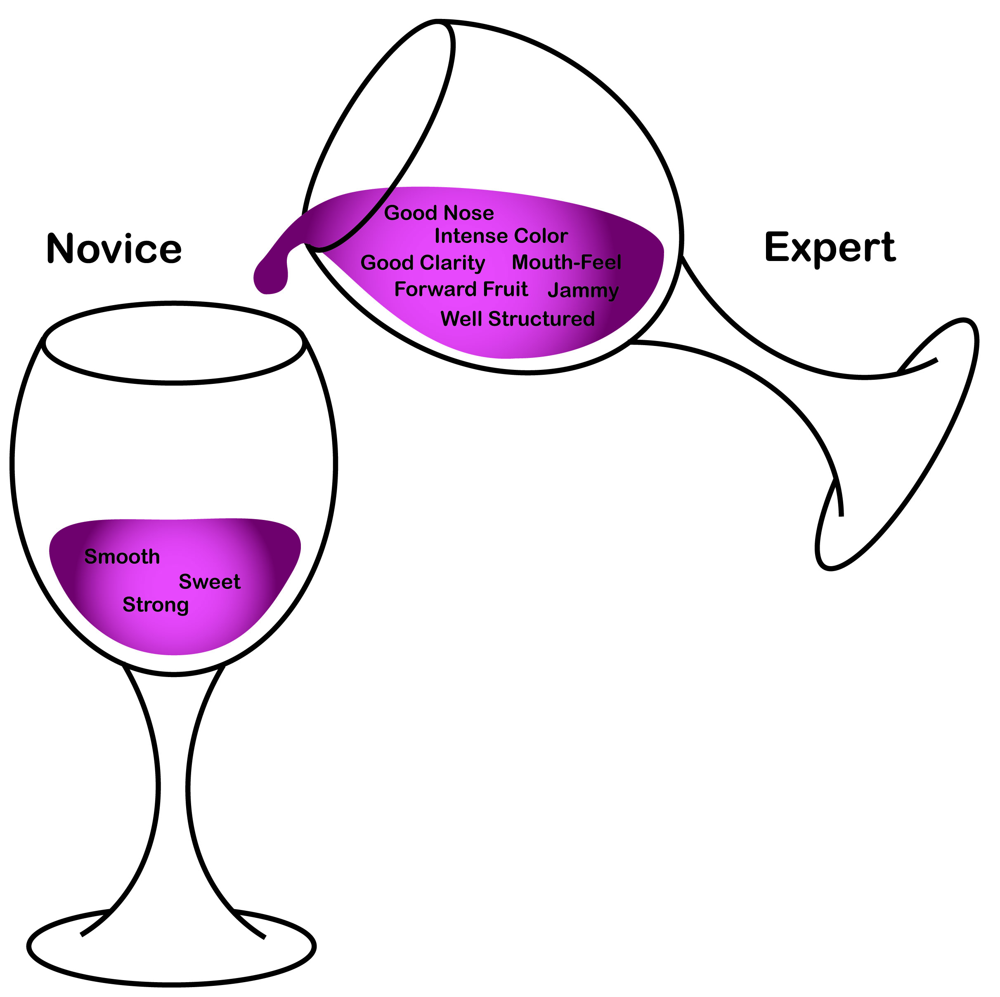 Novice
Expert
Good Nose
Intense Color
Good Clarity Mouth-Feel
Forward Fruit Jammy
Well Structured
Smooth
Sweet
Strong